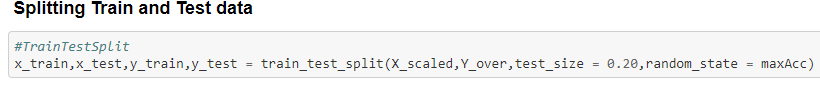 Splitting Train and Test data
#TrainTestSplit
x_train,x_test,y_train,y_test = train_test_split(X_scaled,Y_over,test_size = 0.20,random_state = maxAcc)